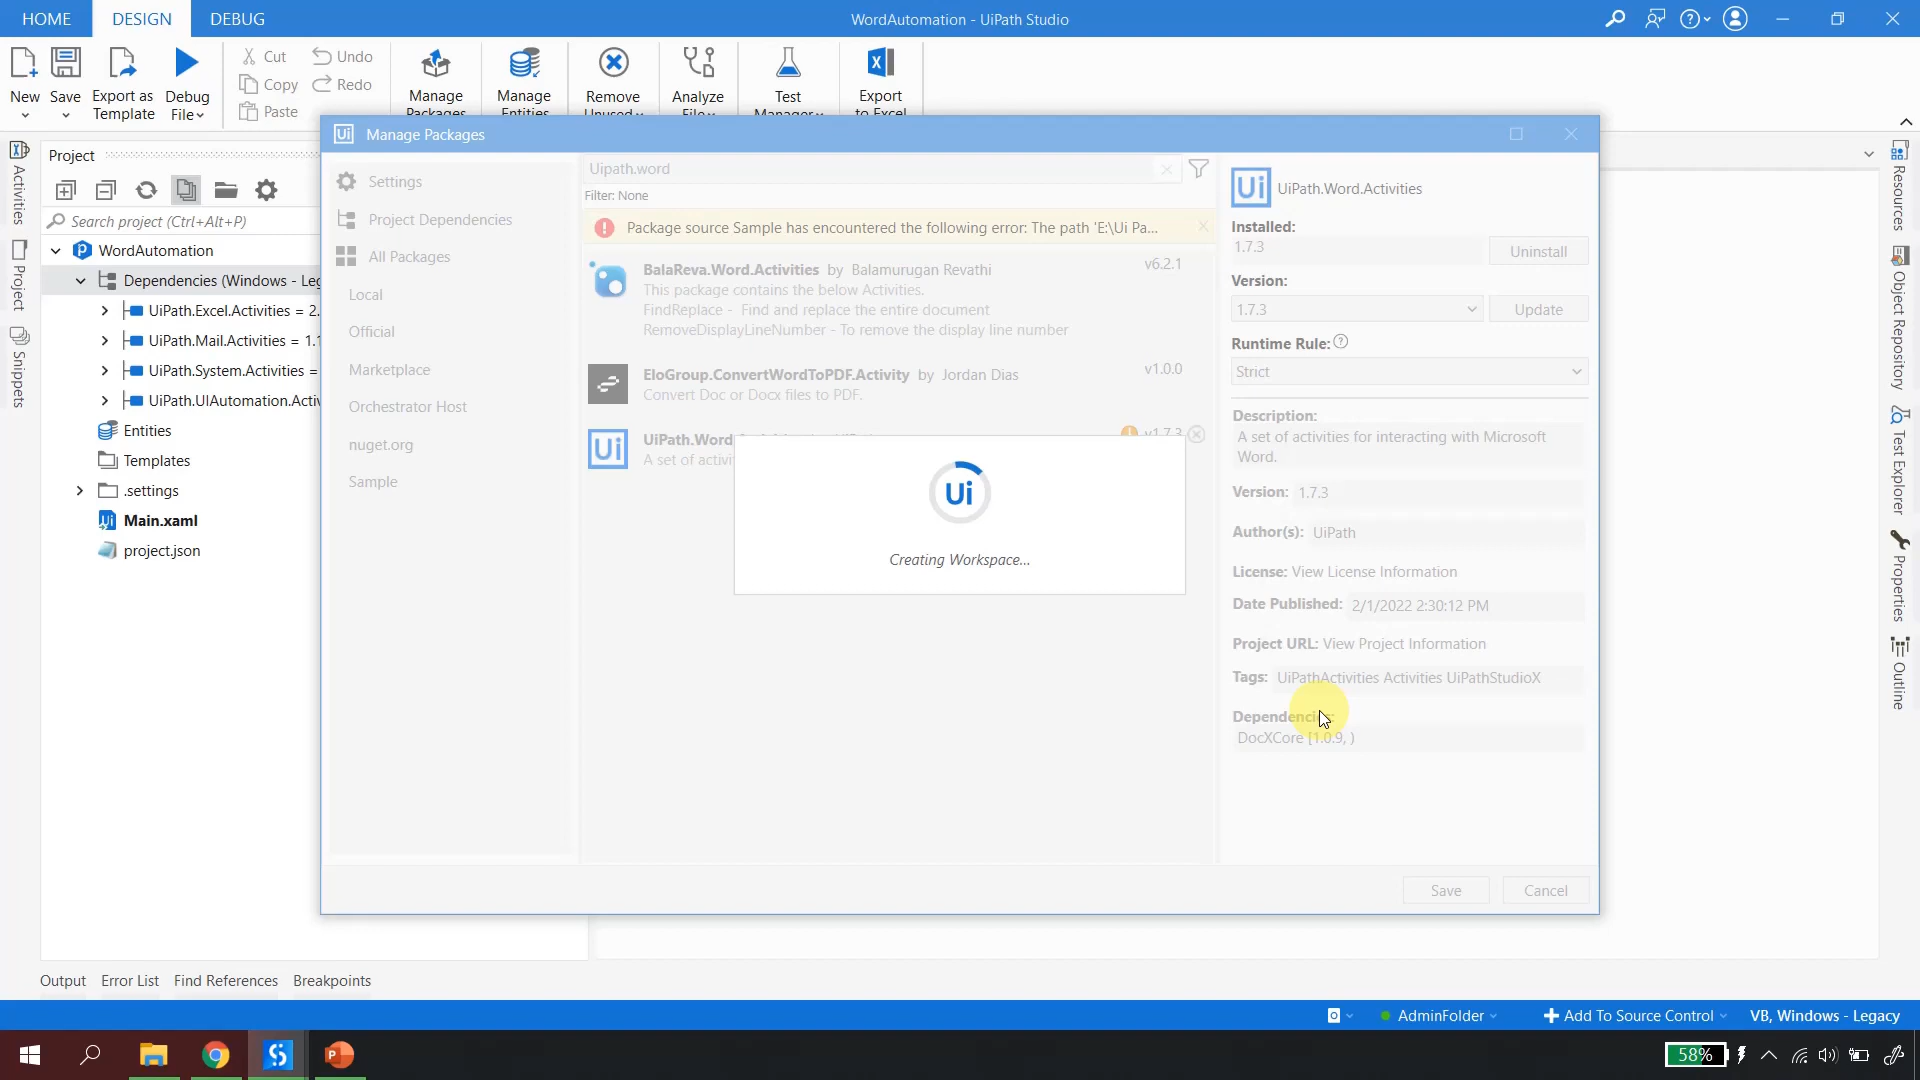 HOME
DESIGN
DEBUG
WordAutomation - UiPath Studio
New
Save
Export as
Template
Debug
File
Cut
Copy
Paste
Undo
Redo
Manage
Packages
Manage
Entities
Remove
Unused
Analyze
File
Test
Manager
Export
to Excel
Activities
Project
Snippets
Project
Search project (Ctrl+Alt+P)
WordAutomation
Dependencies (Windows - Leg
UiPath.Excel.Activities = 2.
UiPath.Mail.Activities = 1.1
UiPath.System.Activities =
UiPath.UIAutomation.Activ
Entities
Templates
.settings
Main.xaml
project.json
Ui Manage Packages
Settings
Project Dependencies
All Packages
Local
Official
Marketplace
Orchestrator Host
nuget.org
Sample
Uipath.word
Filter: None
Package source Sample has encountered the following error: The path 'E:\Ui Pa...
BalaReva.Word.Activities by Balamurugan Revathi
v6.2.1
This package contains the below Activities.
FindReplace - Find and replace the entire document
RemoveDisplayLineNumber - To remove the display line number
EloGroup.ConvertWordToPDF.Activity by Jordan Dias
v1.0.0
Convert Doc or Docx files to PDF.
Ui
UiPath.Word
v1.7.3
A set of activi
Ui
Creating Workspace...
Ui
UiPath.Word.Activities
Installed:
1.7.3
Uninstall
Version:
1.7.3
Update
Runtime Rule:
Strict
Description:
A set of activities for interacting with Microsoft
Word.
Version: 1.7.3
Author(s): UiPath
License: View License Information
Date Published: 2/1/2022 2:30:12 PM
Project URL: View Project Information
Tags: UiPathActivities Activities UiPathStudioX
Dependencies:
DocXCore [1.0.9, )
Save
Cancel
Resources
Object Repository
Test Explorer
Properties
Outline
Output
Error List
Find References
Breakpoints
AdminFolder
Add To Source Control
VB, Windows - Legacy
58%